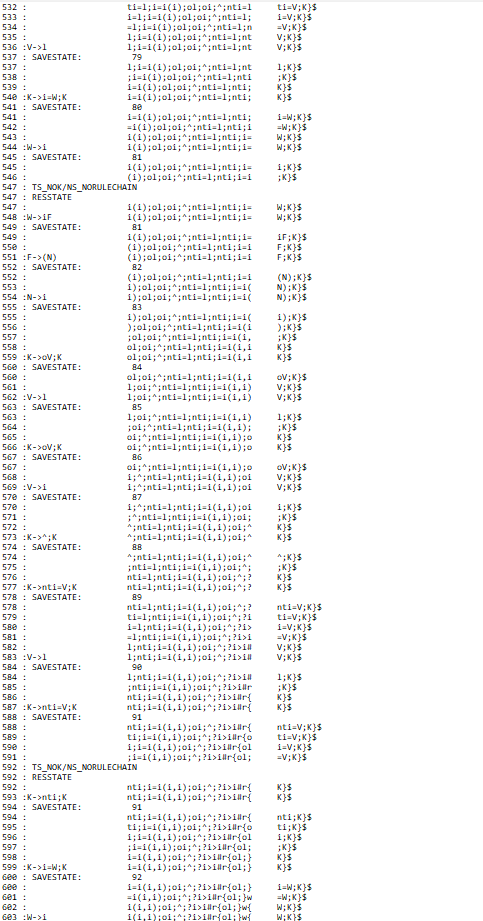 532 : ti=l;i=i(i);ol;oi;^;nti=l ti=V;K}$
533 : i=l;i=i(i);ol;oi;^;nti=l; i=V;K}$
534 : =l;i=i(i);ol;oi;^;nti=l;n =V;K}$
535 : l;i=i(i);ol;oi;^;nti=l;nt V;K}$
536 :V->l l;i=i(i);ol;oi;^;nti=l;nt V;K}$
537 : SAVESTATE: 79
537 : l;i=i(i);ol;oi;^;nti=l;nt l;K}$
538 : ;i=i(i);ol;oi;^;nti=l;nti ;K}$
539 : i=i(i);ol;oi;^;nti=l;nti; K}$
540 :K->i=W;K i=i(i);ol;oi;^;nti=l;nti; K}$
541 : SAVESTATE: 80
541 : i=i(i);ol;oi;^;nti=l;nti; i=W;K}$
542 : =i(i);ol;oi;^;nti=l;nti;i =W;K}$
543 : i(i);ol;oi;^;nti=l;nti;i= W;K}$
544 :W->i i(i);ol;oi;^;nti=l;nti;i= W;K}$
545 : SAVESTATE: 81
545 : i(i);ol;oi;^;nti=l;nti;i= i;K}$
546 : (i);ol;oi;^;nti=l;nti;i=i ;K}$
547 : TS_NOK/NS_NORULECHAIN
547 : RESSTATE
547 : i(i);ol;oi;^;nti=l;nti;i= W;K}$
548 :W->iF i(i);ol;oi;^;nti=l;nti;i= W;K}$
549 : SAVESTATE: 81
549 : i(i);ol;oi;^;nti=l;nti;i= iF;K}$
550 : (i);ol;oi;^;nti=l;nti;i=i F;K}$
551 :F->(N) (i);ol;oi;^;nti=l;nti;i=i F;K}$
552 : SAVESTATE: 82
552 : (i);ol;oi;^;nti=l;nti;i=i (N);K}$
553 : i);ol;oi;^;nti=l;nti;i=i( N);K}$
554 :N->i i);ol;oi;^;nti=l;nti;i=i( N);K}$
555 : SAVESTATE: 83
555 : i);ol;oi;^;nti=l;nti;i=i( i);K}$
556 : );ol;oi;^;nti=l;nti;i=i(i );K}$
557 : ;ol;oi;^;nti=l;nti;i=i(i, ;K}$
558 : ol;oi;^;nti=l;nti;i=i(i,i K}$
559 :K->oV;K ol;oi;^;nti=l;nti;i=i(i,i K}$
560 : SAVESTATE: 84
560 : ol;oi;^;nti=l;nti;i=i(i,i oV;K}$
561 : l;oi;^;nti=l;nti;i=i(i,i) V;K}$
562 :V->l l;oi;^;nti=l;nti;i=i(i,i) V;K}$
563 : SAVESTATE: 85
563 : l;oi;^;nti=l;nti;i=i(i,i) l;K}$
564 : ;oi;^;nti=l;nti;i=i(i,i); ;K}$
565 : oi;^;nti=l;nti;i=i(i,i);o K}$
566 :K->oV;K oi;^;nti=l;nti;i=i(i,i);o K}$
567 : SAVESTATE: 86
567 : oi;^;nti=l;nti;i=i(i,i);o oV;K}$
568 : i;^;nti=l;nti;i=i(i,i);oi V;K}$
569 :V->i i;^;nti=l;nti;i=i(i,i);oi V;K}$
570 : SAVESTATE: 87
570 : i;^;nti=l;nti;i=i(i,i);oi i;K}$
571 : ;^;nti=l;nti;i=i(i,i);oi; ;K}$
572 : ^;nti=l;nti;i=i(i,i);oi;^ K}$
573 :K->^;K ^;nti=l;nti;i=i(i,i);oi;^ K}$
574 : SAVESTATE: 88
574 : ^;nti=l;nti;i=i(i,i);oi;^ ^;K}$
575 : ;nti=l;nti;i=i(i,i);oi;^; ;K}$
576 : nti=l;nti;i=i(i,i);oi;^;? K}$
577 :K->nti=V;K nti=l;nti;i=i(i,i);oi;^;? K}$
578 : SAVESTATE: 89
578 : nti=l;nti;i=i(i,i);oi;^;? nti=V;K}$
579 : ti=l;nti;i=i(i,i);oi;^;?i ti=V;K}$
580 : i=l;nti;i=i(i,i);oi;^;?i> i=V;K}$
581 : =l;nti;i=i(i,i);oi;^;?i>i =V;K}$
582 : l;nti;i=i(i,i);oi;^;?i>i# V;K}$
583 :V->l l;nti;i=i(i,i);oi;^;?i>i# V;K}$
584 : SAVESTATE: 90
584 : l;nti;i=i(i,i);oi;^;?i>i# l;K}$
585 : ;nti;i=i(i,i);oi;^;?i>i#r ;K}$
586 : nti;i=i(i,i);oi;^;?i>i#r{ K}$
587 :K->nti=V;K nti;i=i(i,i);oi;^;?i>i#r{ K}$
588 : SAVESTATE: 91
588 : nti;i=i(i,i);oi;^;?i>i#r{ nti=V;K}$
589 : ti;i=i(i,i);oi;^;?i>i#r{o ti=V;K}$
590 : i;i=i(i,i);oi;^;?i>i#r{ol i=V;K}$
591 : ;i=i(i,i);oi;^;?i>i#r{ol; =V;K}$
592 : TS_NOK/NS_NORULECHAIN
592 : RESSTATE
592 : nti;i=i(i,i);oi;^;?i>i#r{ K}$
593 :K->nti;K nti;i=i(i,i);oi;^;?i>i#r{ K}$
594 : SAVESTATE: 91
594 : nti;i=i(i,i);oi;^;?i>i#r{ nti;K}$
595 : ti;i=i(i,i);oi;^;?i>i#r{o ti;K}$
596 : i;i=i(i,i);oi;^;?i>i#r{ol i;K}$
597 : ;i=i(i,i);oi;^;?i>i#r{ol; ;K}$
598 : i=i(i,i);oi;^;?i>i#r{ol;} K}$
599 :K->i=W;K i=i(i,i);oi;^;?i>i#r{ol;} K}$
600 : SAVESTATE: 92
600 : i=i(i,i);oi;^;?i>i#r{ol;} i=W;K}$
601 : =i(i,i);oi;^;?i>i#r{ol;}w =W;K}$
602 : i(i,i);oi;^;?i>i#r{ol;}w{ W;K}$
603 :W->i i(i,i);oi;^;?i>i#r{ol;}w{ W;K}$